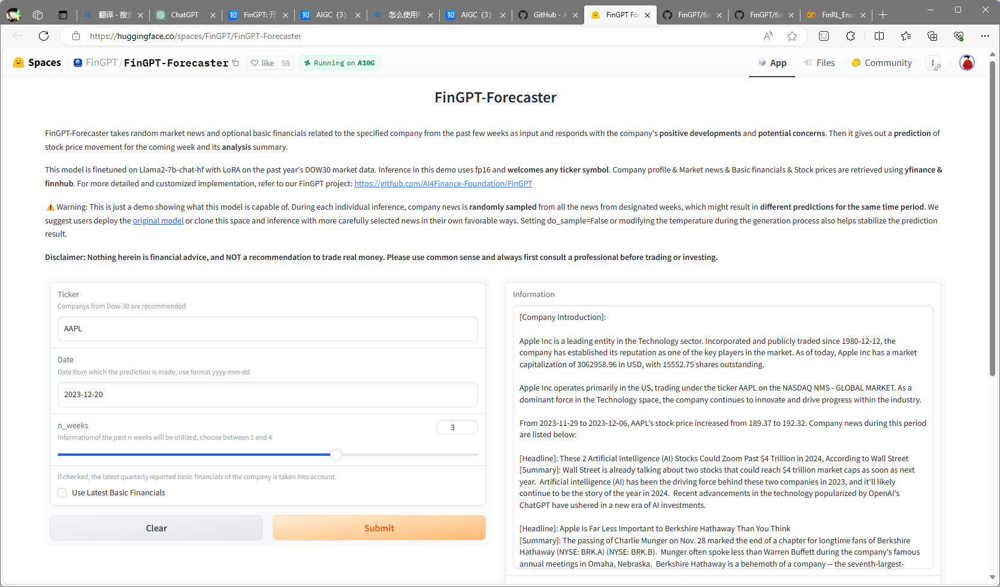 翻译 - 搜索
ChatGPT
知 FinGPT: 开
知 AIGC（3）
怎么使用Fi
知 AIGC（3）
GitHub - A
FinGPT Fo
FinGPT/fin
FinGPT/fin
FinRL_Ens
https://huggingface.co/spaces/FinGPT/FinGPT-Forecaster
Spaces FinGPT/FinGPT-Forecaster like 59 Running on A10G App Files Community
FinGPT-Forecaster
FinGPT-Forecaster takes random market news and optional basic financials related to the specified company from the past few weeks as input and responds with the company's positive developments and potential concerns. Then it gives out a prediction of
stock price movement for the coming week and its analysis summary.
This model is finetuned on Llama2-7b-chat-hf with LoRA on the past year's DOW30 market data. Inference in this demo uses fp16 and welcomes any ticker symbol. Company profile & Market news & Basic financials & Stock prices are retrieved using yfinance &
finnhub. For more detailed and customized implementation, refer to our FinGPT project: https://github.com/AI4Finance-Foundation/FinGPT
⚠️ Warning: This is just a demo showing what this model is capable of. During each individual inference, company news is randomly sampled from all the news from designated weeks, which might result in different predictions for the same time period. We
suggest users deploy the original model or clone this space and inference with more carefully selected news in their own favorable ways. Setting do_sample=False or modifying the temperature during the generation process also helps stabilize the prediction
result.
Disclaimer: Nothing herein is financial advice, and NOT a recommendation to trade real money. Please use common sense and always first consult a professional before trading or investing.
Ticker
Companys from Dow-30 are recommended
AAPL
Date
Date from which the prediction is made, use format yyyy-mm-dd
2023-12-20
n_weeks
3
Information of the past n weeks will be utilized, choose between 1 and 4
If checked, the latest quarterly reported basic financials of the company is taken into account.
Use Latest Basic Financials
Clear
Submit
Information
[Company Introduction]:
Apple Inc is a leading entity in the Technology sector. Incorporated and publicly traded since 1980-12-12, the
company has established its reputation as one of the key players in the market. As of today, Apple Inc has a market
capitalization of 3062958.96 in USD, with 15552.75 shares outstanding.
Apple Inc operates primarily in the US, trading under the ticker AAPL on the NASDAQ NMS - GLOBAL MARKET. As a
dominant force in the Technology space, the company continues to innovate and drive progress within the industry.
From 2023-11-29 to 2023-12-06, AAPL's stock price increased from 189.37 to 192.32. Company news during this period
are listed below:
[Headline]: These 2 Artificial Intelligence (AI) Stocks Could Zoom Past $4 Trillion in 2024, According to Wall Street
[Summary]: Wall Street is already talking about two stocks that could reach $4 trillion market caps as soon as next
year. Artificial intelligence (AI) has been the driving force behind these two companies in 2023, and it'll likely
continue to be the story of the year in 2024. Recent advancements in the technology popularized by OpenAI's
ChatGPT have ushered in a new era of AI investments.
[Headline]: Apple Is Far Less Important to Berkshire Hathaway Than You Think
[Summary]: The passing of Charlie Munger on Nov. 28 marked the end of a chapter for longtime fans of Berkshire
Hathaway (NYSE: BRK.A) (NYSE: BRK.B). Munger often spoke less than Warren Buffett during the company's famous
annual meetings in Omaha, Nebraska. Berkshire Hathaway is a behemoth of a company -- the seventh-largest-